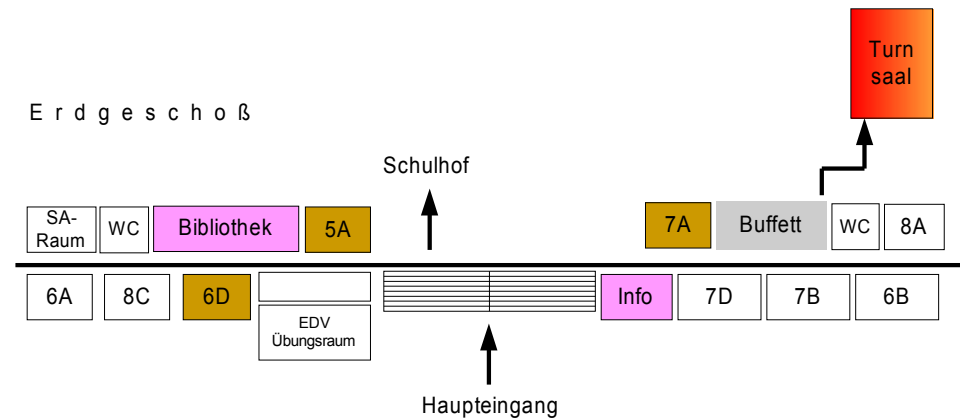 Turn
saal
Erdgeschoß
Schulhof
SA-
Raum
WC
Bibliothek
5A
7A
Buffett
WC
8A
6A
8C
6D
EDV
Übungsraum
Info
7D
7B
6B
Haupteingang